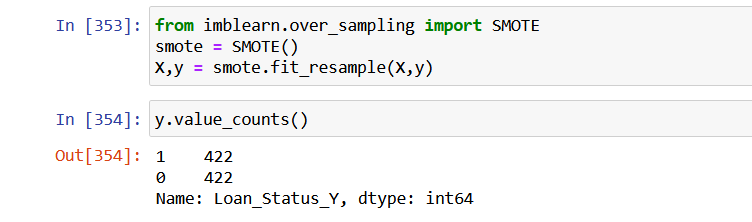 In [353]: from imblearn.over_sampling import SMOTE
smote = SMOTE()
X,y = smote.fit_resample(X,y)
In [354]: y.value_counts()
Out[354]: 1    422
0    422
Name: Loan_Status_Y, dtype: int64